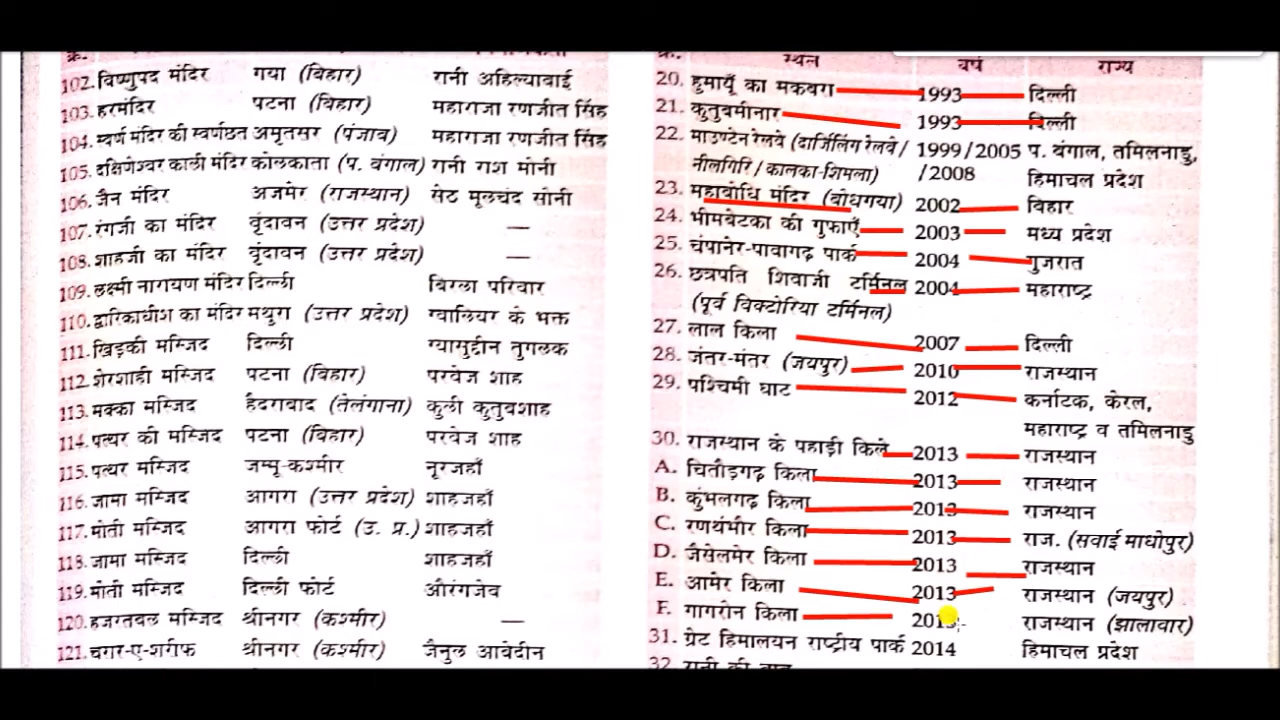 102. विष्णुपद मंदिर गया (बिहार) रानी अहिल्याबाई
103. हरमंदिर पटना (बिहार) महाराजा रणजीत सिंह
104. स्वर्ण मंदिर की स्वर्णछत अमृतसर (पंजाब) महाराजा रणजीत सिंह
105. दक्षिणेश्वर काली मंदिर कोलकाता (प. बंगाल) रानी राश मोनी
106. जैन मंदिर अजमेर (राजस्थान) सेट मूलचंद सोनी
107. रंगजी का मंदिर वृंदावन (उत्तर प्रदेश) —
108. शाहजी का मंदिर वृंदावन (उत्तर प्रदेश) —
109. लक्ष्मी नारायण मंदिर दिल्ली बिरला परिवार
110. द्वारिकाधीश का मंदिर मथुरा (उत्तर प्रदेश) ग्वालियर के भक्त
111. खिड़की मस्जिद दिल्ली ग्यासुद्दीन तुगलक
112. शेरशाही मस्जिद पटना (बिहार) परवेज शाह
113. मक्का मस्जिद हैदराबाद (तेलंगाना) कुली कुतुबशाह
114. पत्थर की मस्जिद पटना (बिहार) परवेज शाह
115. पत्थर मस्जिद जम्मू-कश्मीर नूरजहाँ
116. जामा मस्जिद आगरा (उत्तर प्रदेश) शाहजहाँ
117. मोती मस्जिद आगरा फोर्ट (उ. प्र.) शाहजहाँ
118. जामा मस्जिद दिल्ली शाहजहाँ
119. मोती मस्जिद दिल्ली फोर्ट औरंगजेब
120. हजरतबल मस्जिद श्रीनगर (कश्मीर) —
121. चरार-ए-शरीफ श्रीनगर (कश्मीर) जैनुल आबेदीन
क्र. स्थल वर्ष राज्य
20. हुमायूँ का मकबरा 1993 दिल्ली
21. कुतुबमीनार 1993 दिल्ली
22. माउण्टेन रेलवे (दार्जिलिंग रेलवे/ 1999/2005 प. बंगाल, तमिलनाडु,
नीलगिरि/कालका-शिमला) /2008 हिमाचल प्रदेश
23. महाबोधि मंदिर (बोधगया) 2002 बिहार
24. भीमबेटका की गुफाएँ 2003 मध्य प्रदेश
25. चंपानेर-पावागढ़ पार्क 2004 गुजरात
26. छत्रपति शिवाजी टर्मिनल 2004 महाराष्ट्र
(पूर्व विक्टोरिया टर्मिनल)
27. लाल किला 2007 दिल्ली
28. जंतर-मंतर (जयपुर) 2010 राजस्थान
29. पश्चिमी घाट 2012 कर्नाटक, केरल,
महाराष्ट्र व तमिलनाडु
30. राजस्थान के पहाड़ी किले 2013 राजस्थान
A. चितौड़गढ़ किला 2013 राजस्थान
B. कुंभलगढ़ किला 2013 राजस्थान
C. रणथंभौर किला 2013 राज. (सवाई माधोपुर)
D. जैसेलमेर किला 2013 राजस्थान
E. आमेर किला 2013 राजस्थान (जयपुर)
F. गागरोन किला राजस्थान (झालावार)
31. ग्रेट हिमालयन राष्ट्रीय पार्क 2014 हिमाचल प्रदेश
32. रानी की वाव